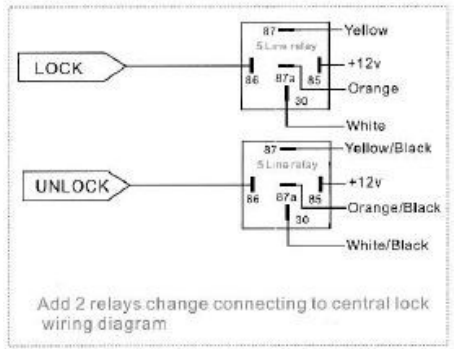 87 Yellow
5 Line relay
LOCK
+12v
86 87a 85
Orange
30
White
87 Yellow/Black
5 Line relay
UNLOCK
+12v
86 87a 85
Orange/Black
30
White/Black
Add 2 relays change connecting to central lock
wiring diagram